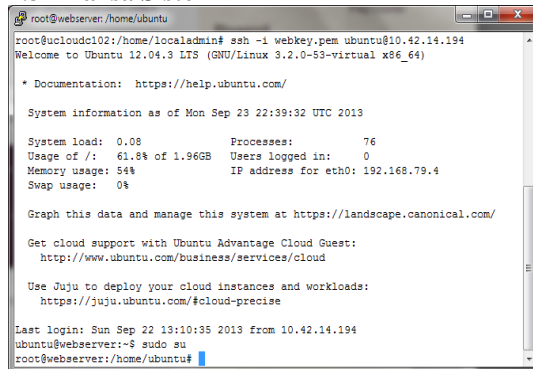 root@webserver: /home/ubuntu
root@ucloudc102:/home/localadmin# ssh -i webkey.pem ubuntu@10.42.14.194
Welcome to Ubuntu 12.04.3 LTS (GNU/Linux 3.2.0-53-virtual x86_64)
* Documentation: https://help.ubuntu.com/
System information as of Mon Sep 23 22:39:32 UTC 2013
System load: 0.08 Processes: 76
Usage of /: 61.8% of 1.96GB Users logged in: 0
Memory usage: 54% IP address for eth0: 192.168.79.4
Swap usage: 0%
Graph this data and manage this system at https://landscape.canonical.com/
Get cloud support with Ubuntu Advantage Cloud Guest:
http://www.ubuntu.com/business/services/cloud
Use Juju to deploy your cloud instances and workloads:
https://juju.ubuntu.com/#cloud-precise
Last login: Sun Sep 22 13:10:35 2013 from 10.42.14.194
ubuntu@webserver:~$ sudo su
root@webserver:/home/ubuntu#